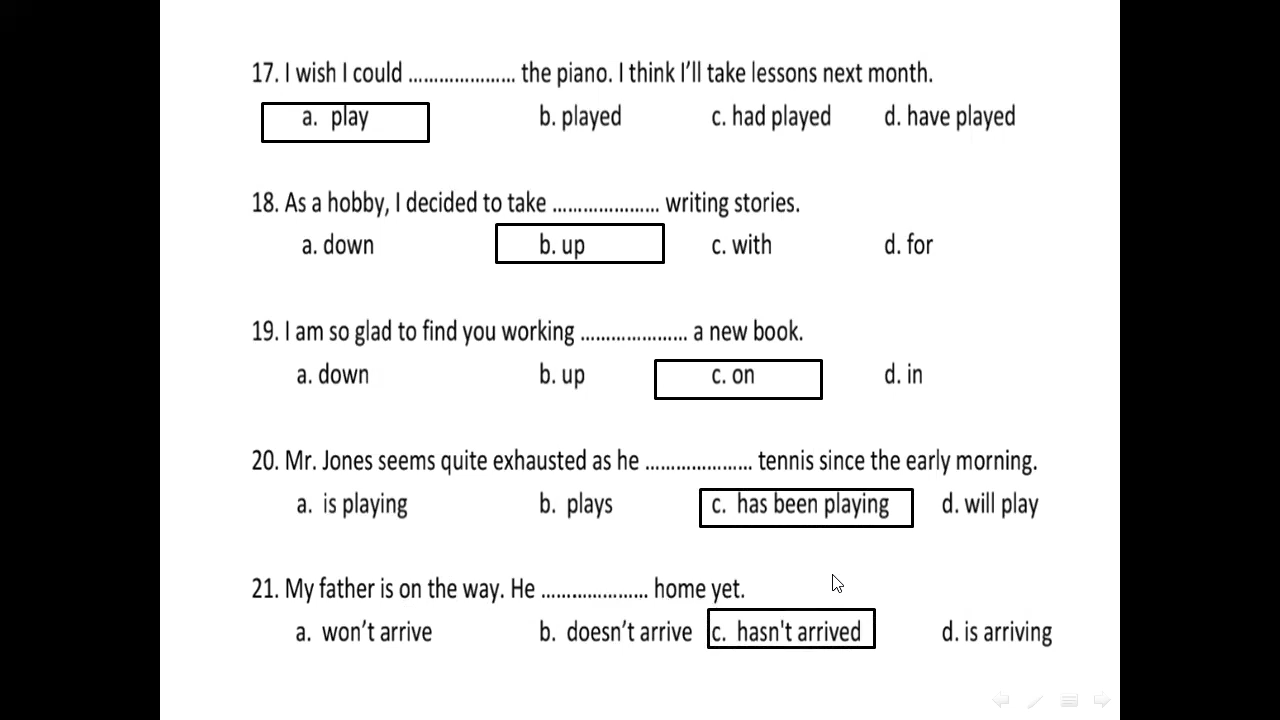 17. I wish I could ………………… the piano. I think I’ll take lessons next month.
a. play b. played c. had played d. have played
18. As a hobby, I decided to take ………………… writing stories.
a. down b. up c. with d. for
19. I am so glad to find you working ………………… a new book.
a. down b. up c. on d. in
20. Mr. Jones seems quite exhausted as he ………………… tennis since the early morning.
a. is playing b. plays c. has been playing d. will play
21. My father is on the way. He ………………… home yet.
a. won’t arrive b. doesn’t arrive c. hasn't arrived d. is arriving